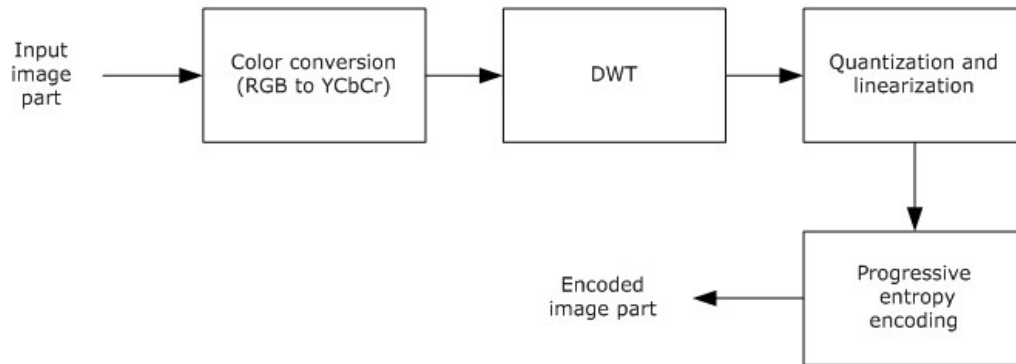 Input
image
part
Color conversion
(RGB to YCbCr)
DWT
Quantization and
linearization
Progressive
entropy
encoding
Encoded
image part